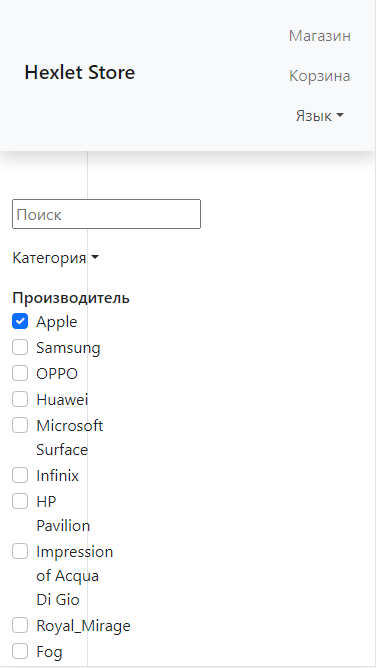 Магазин
Hexlet Store
Корзина
Язык
Поиск
Категория
Производитель
Apple
Samsung
OPPO
Huawei
Microsoft
Surface
Infinix
HP
Pavilion
Impression
of Acqua
Di Gio
Royal_Mirage
Fog